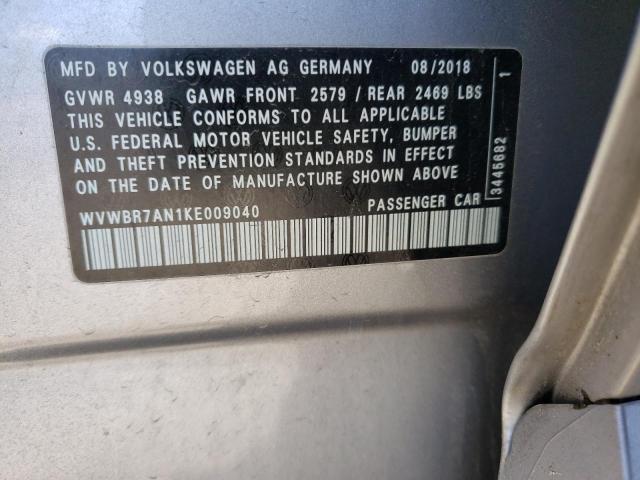 MFD BY VOLKSWAGEN AG GERMANY 08/2018
GVWR 4938 GAWR FRONT 2579 / REAR 2469 LBS
THIS VEHICLE CONFORMS TO ALL APPLICABLE
U.S. FEDERAL MOTOR VEHICLE SAFETY, BUMPER
AND THEFT PREVENTION STANDARDS IN EFFECT
ON THE DATE OF MANUFACTURE SHOWN ABOVE
WVWBR7AN1KE009040 PASSENGER CAR
3445682 1